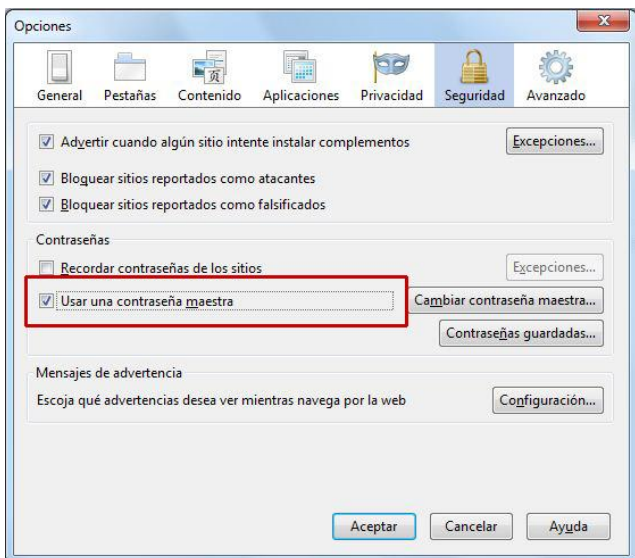 Opciones
x
页
General Pestañas Contenido Aplicaciones Privacidad Seguridad Avanzado
Advertir cuando algún sitio intente instalar complementos Excepciones...
Bloquear sitios reportados como atacantes
Bloquear sitios reportados como falsificados
Contraseñas
Recordar contraseñas de los sitios Excepciones...
Usar una contraseña maestra Cambiar contraseña maestra...
Contraseñas guardadas...
Mensajes de advertencia
Escoja qué advertencias desea ver mientras navega por la web Configuración...
Aceptar Cancelar Ayuda